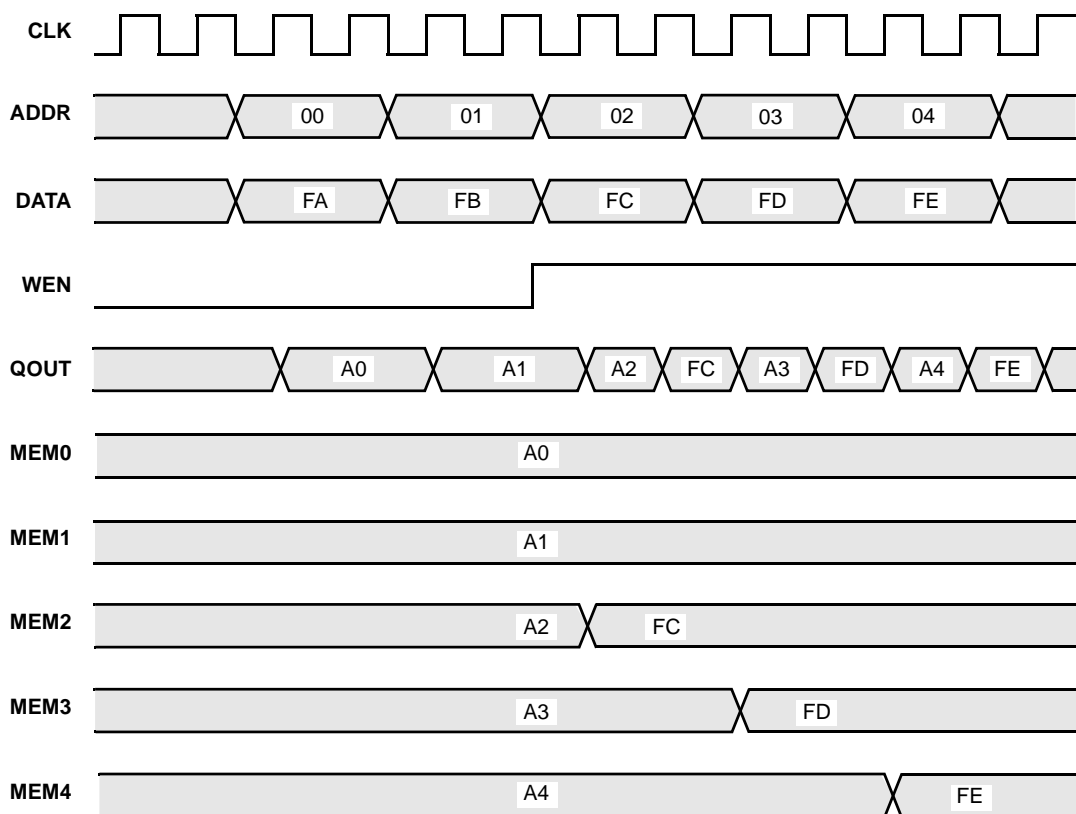 CLK
ADDR 00 01 02 03 04
DATA FA FB FC FD FE
WEN
QOUT A0 A1 A2 FC A3 FD A4 FE
MEM0 A0
MEM1 A1
MEM2 A2 FC
MEM3 A3 FD
MEM4 A4 FE